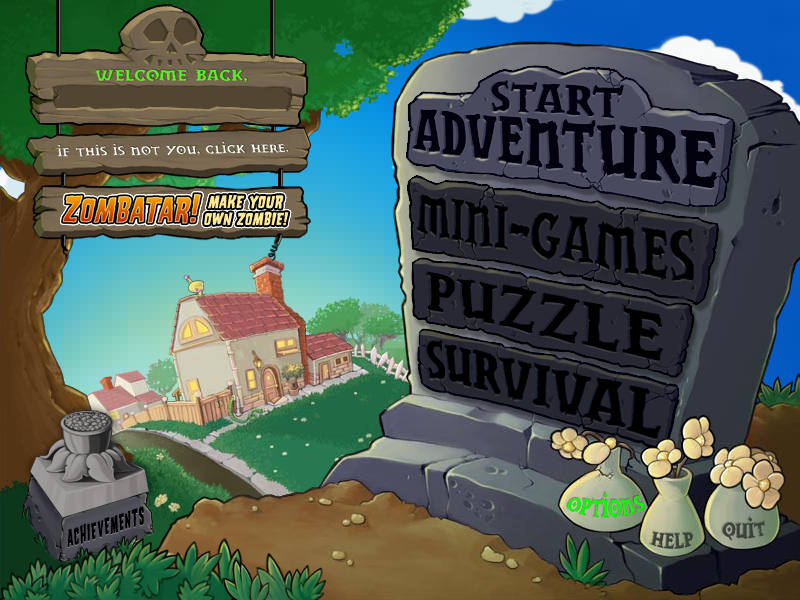 WELCOME BACK,
IF THIS IS NOT YOU, CLICK HERE.
ZOMBATAR! MAKE YOUR
OWN ZOMBIE!
START
ADVENTURE
MINI-GAMES
PUZZLE
SURVIVAL
ACHIEVEMENTS
OPTIONS
HELP
QUIT